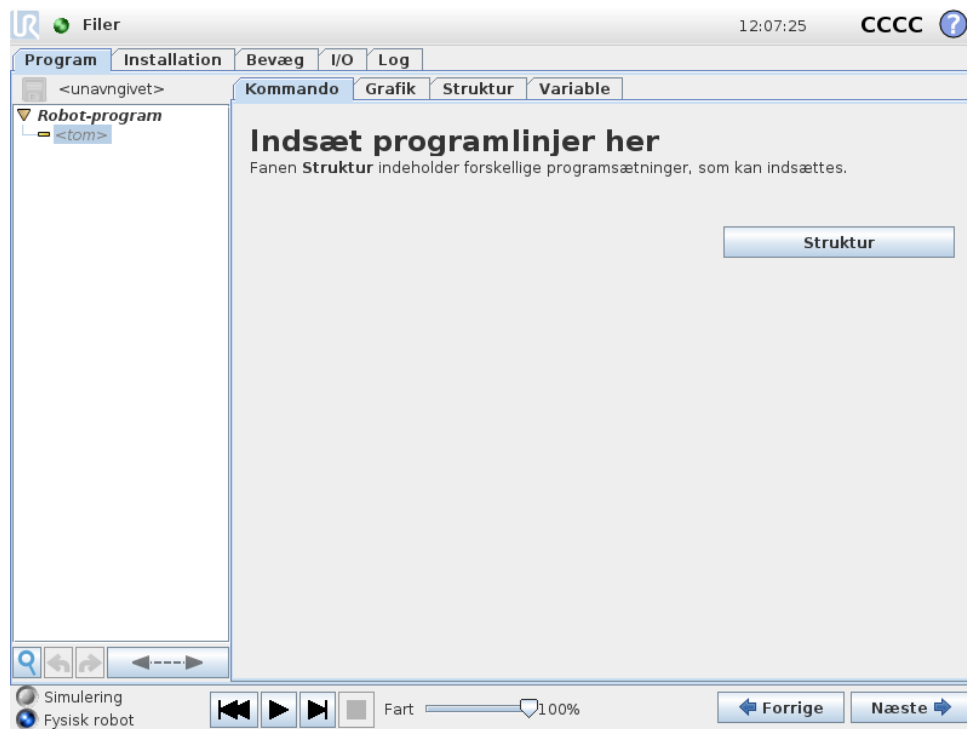 UR Filer 12:07:25 CCCC ?
Program Installation Bevæg I/O Log
<unavngivet>
Kommando Grafik Struktur Variable
Robot-program
<tom>
Indsæt programlinjer her
Fanen Struktur indeholder forskellige programsætninger, som kan indsættes.
Struktur
Simulering
Fysisk robot
Fart 100%
Forrige Næste